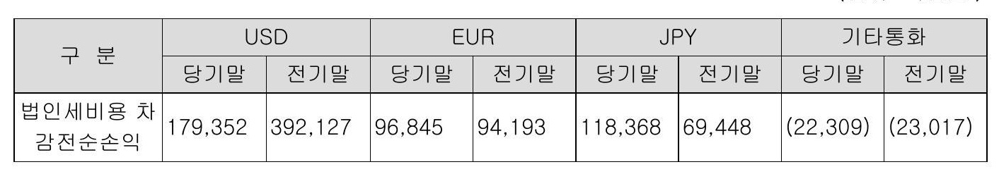 구 분 USD EUR JPY 기타통화
당기말 전기말 당기말 전기말 당기말 전기말 당기말 전기말
법인세비용 차
감전순손익 179,352 392,127 96,845 94,193 118,368 69,448 (22,309) (23,017)